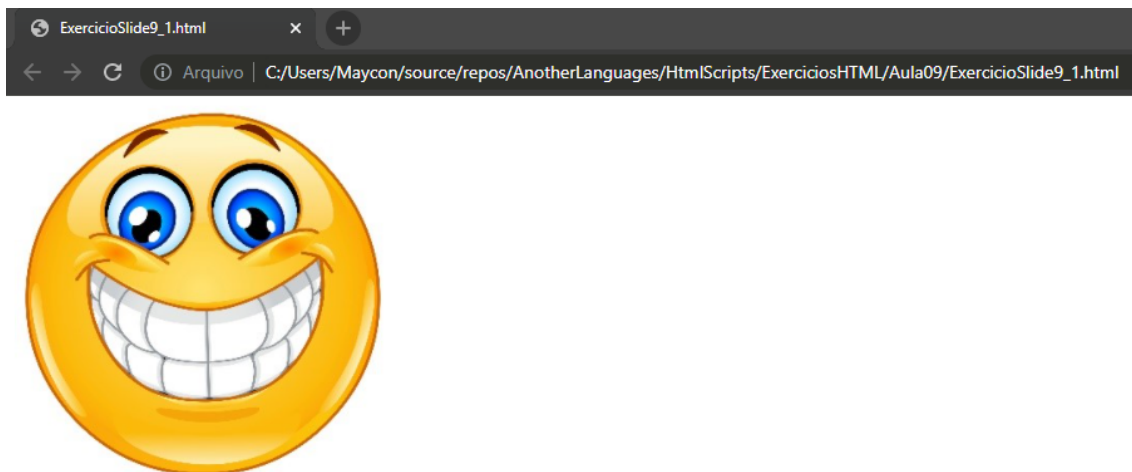 ExercicioSlide9_1.html
Arquivo C:/Users/Maycon/source/repos/AnotherLanguages/HtmlScripts/ExerciciosHTML/Aula09/ExercicioSlide9_1.html